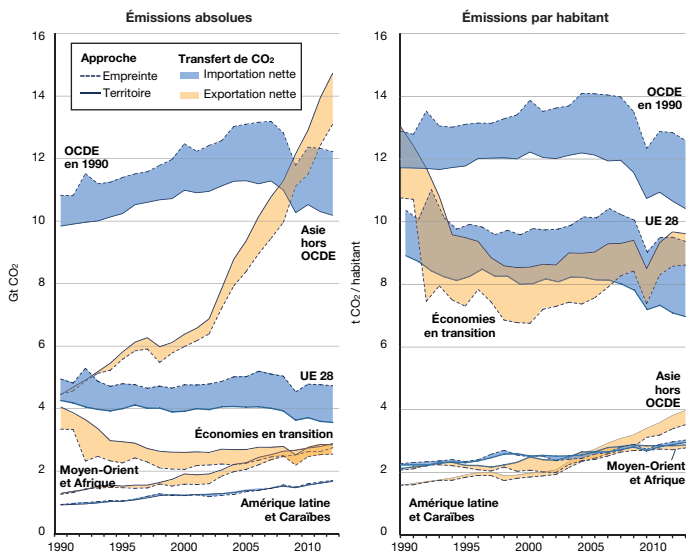 Émissions absolues
16
14
12
10
8
6
4
2
0
Gt CO2
Approche
Empreinte
Territoire
Transfert de CO2
Importation nette
Exportation nette
OCDE
en 1990
Asie
hors
OCDE
UE 28
Économies en transition
Moyen-Orient
et Afrique
Amérique latine
et Caraïbes
1990
1995
2000
2005
2010
Émissions par habitant
16
14
12
10
8
6
4
2
0
t CO2 / habitant
OCDE
en 1990
UE 28
Économies
en transition
Asie
hors
OCDE
Moyen-Orient
et Afrique
Amérique latine
et Caraïbes
1990
1995
2000
2005
2010